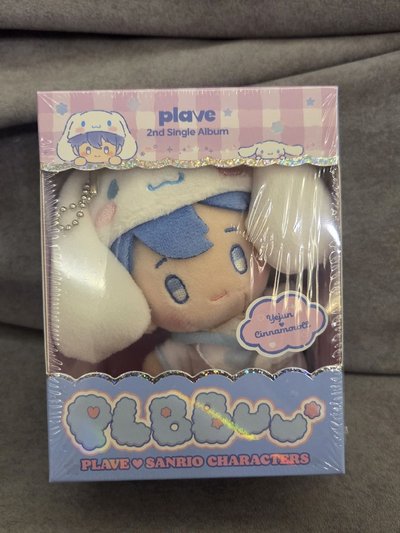 plave
2nd Single Album
Yejun
Cinnamoroll
PLBBUU
PLAVE ♥ SANRIO CHARACTERS